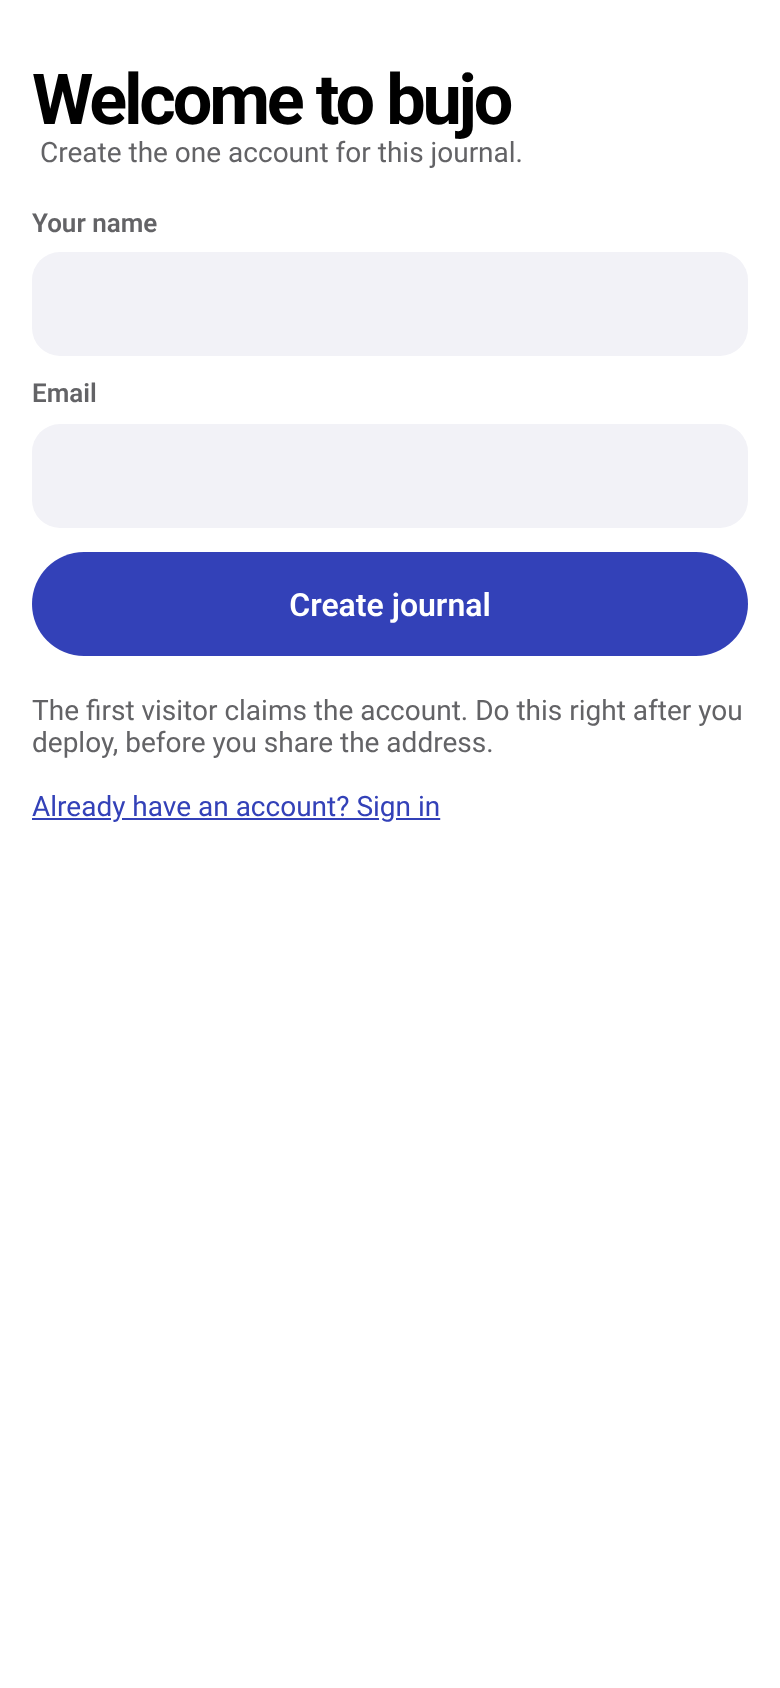 Welcome to bujo
Create the one account for this journal.
Your name
Email
Create journal
The first visitor claims the account. Do this right after you
deploy, before you share the address.
Already have an account? Sign in